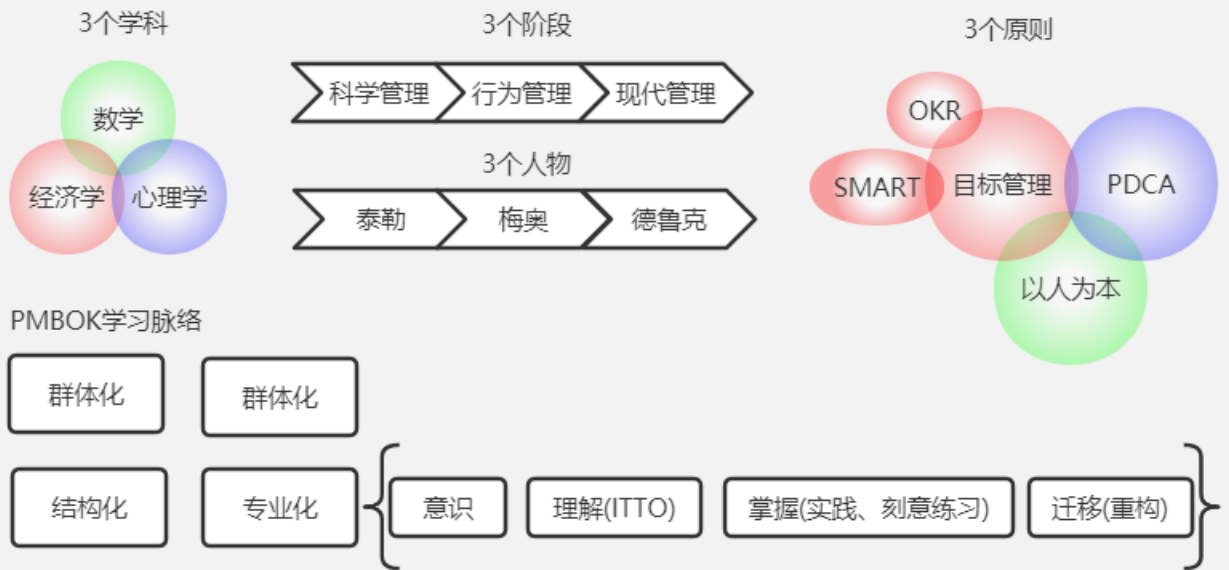 3个学科
数学
经济学
心理学
3个阶段
科学管理
行为管理
现代管理
3个人物
泰勒
梅奥
德鲁克
3个原则
OKR
SMART
目标管理
PDCA
以人为本
PMBOK学习脉络
群体化
群体化
结构化
专业化
意识
理解(ITTO)
掌握(实践、刻意练习)
迁移(重构)